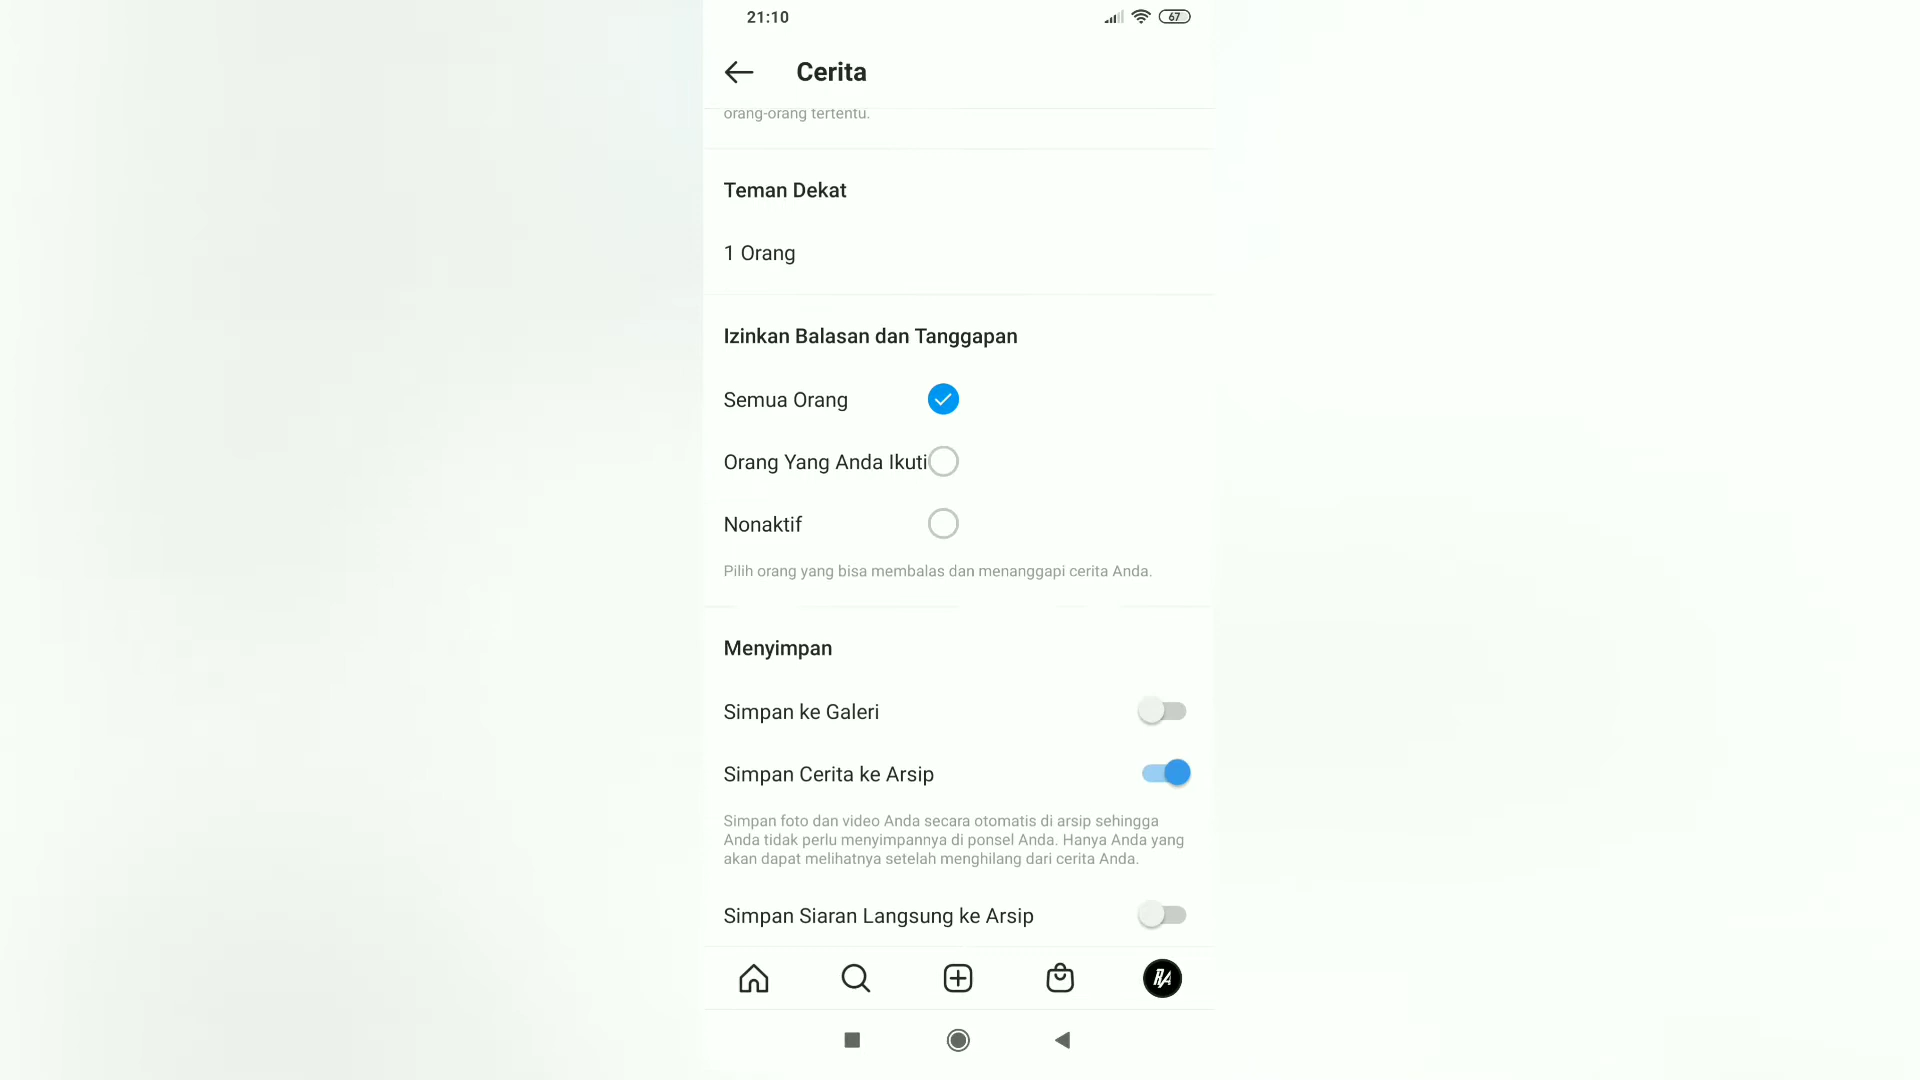 21:10
67
Cerita
orang-orang tertentu.
Teman Dekat
1 Orang
Izinkan Balasan dan Tanggapan
Semua Orang
Orang Yang Anda Ikuti
Nonaktif
Pilih orang yang bisa membalas dan menanggapi cerita Anda.
Menyimpan
Simpan ke Galeri
Simpan Cerita ke Arsip
Simpan foto dan video Anda secara otomatis di arsip sehingga
Anda tidak perlu menyimpannya di ponsel Anda. Hanya Anda yang
akan dapat melihatnya setelah menghilang dari cerita Anda.
Simpan Siaran Langsung ke Arsip